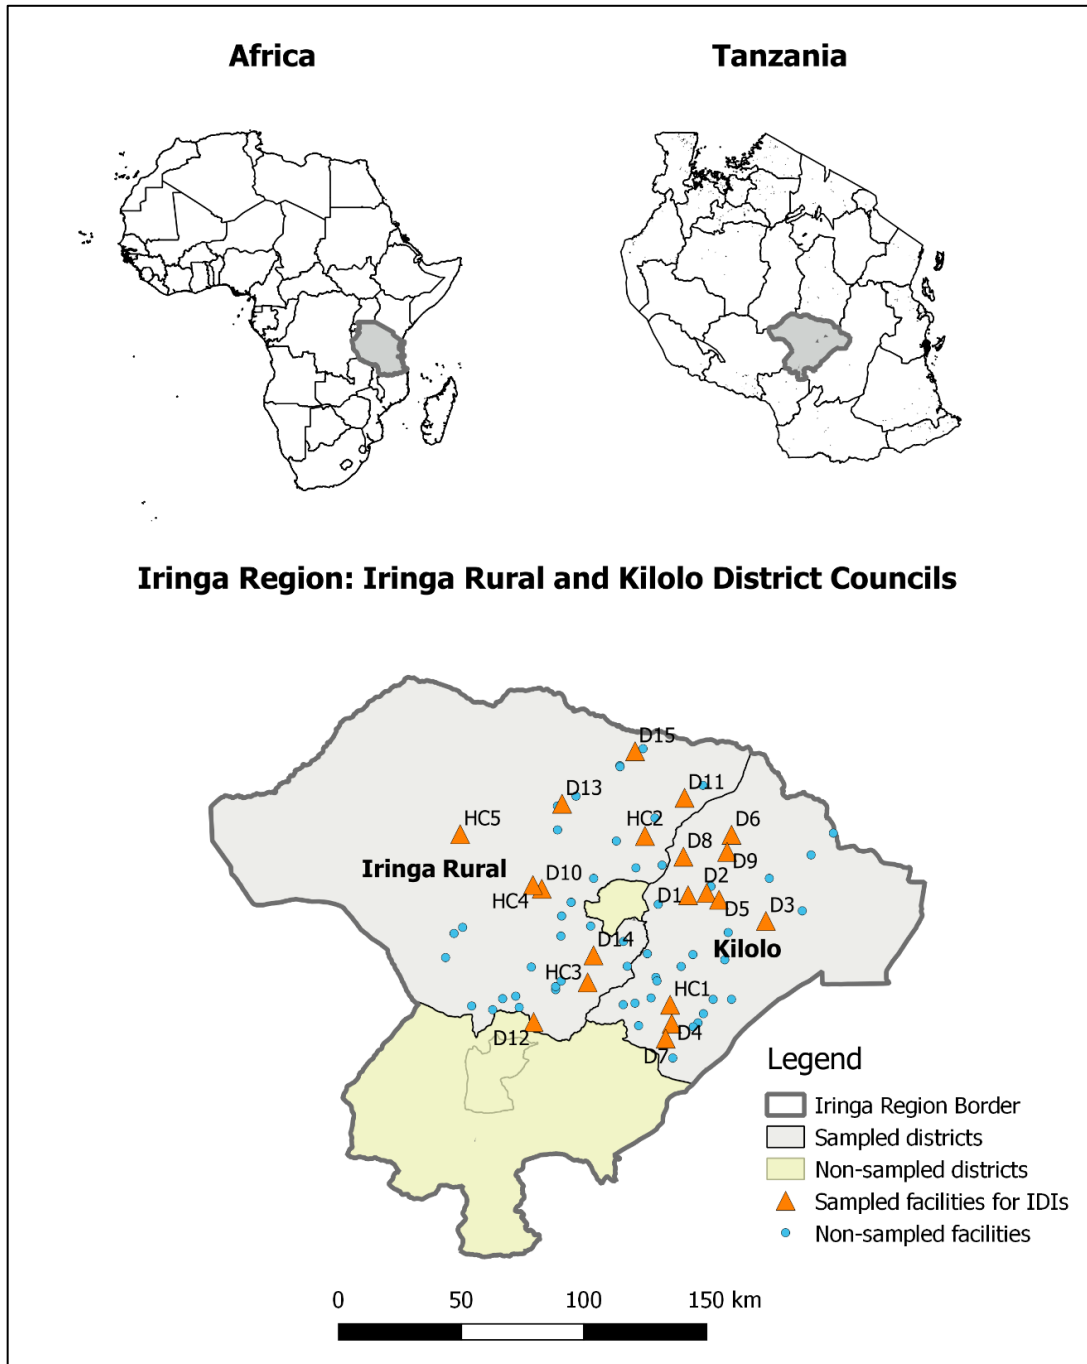 Africa
Tanzania
Iringa Region: Iringa Rural and Kilolo District Councils
D15
D13
D11
HC5
HC2
D6
D8
D9
Iringa Rural
D10
HC4
D2
D1
D5
D3
D14
Kilolo
HC3
HC1
D12
D4
D7
Legend
Iringa Region Border
Sampled districts
Non-sampled districts
Sampled facilities for IDIs
Non-sampled facilities
0 50 100 150 km